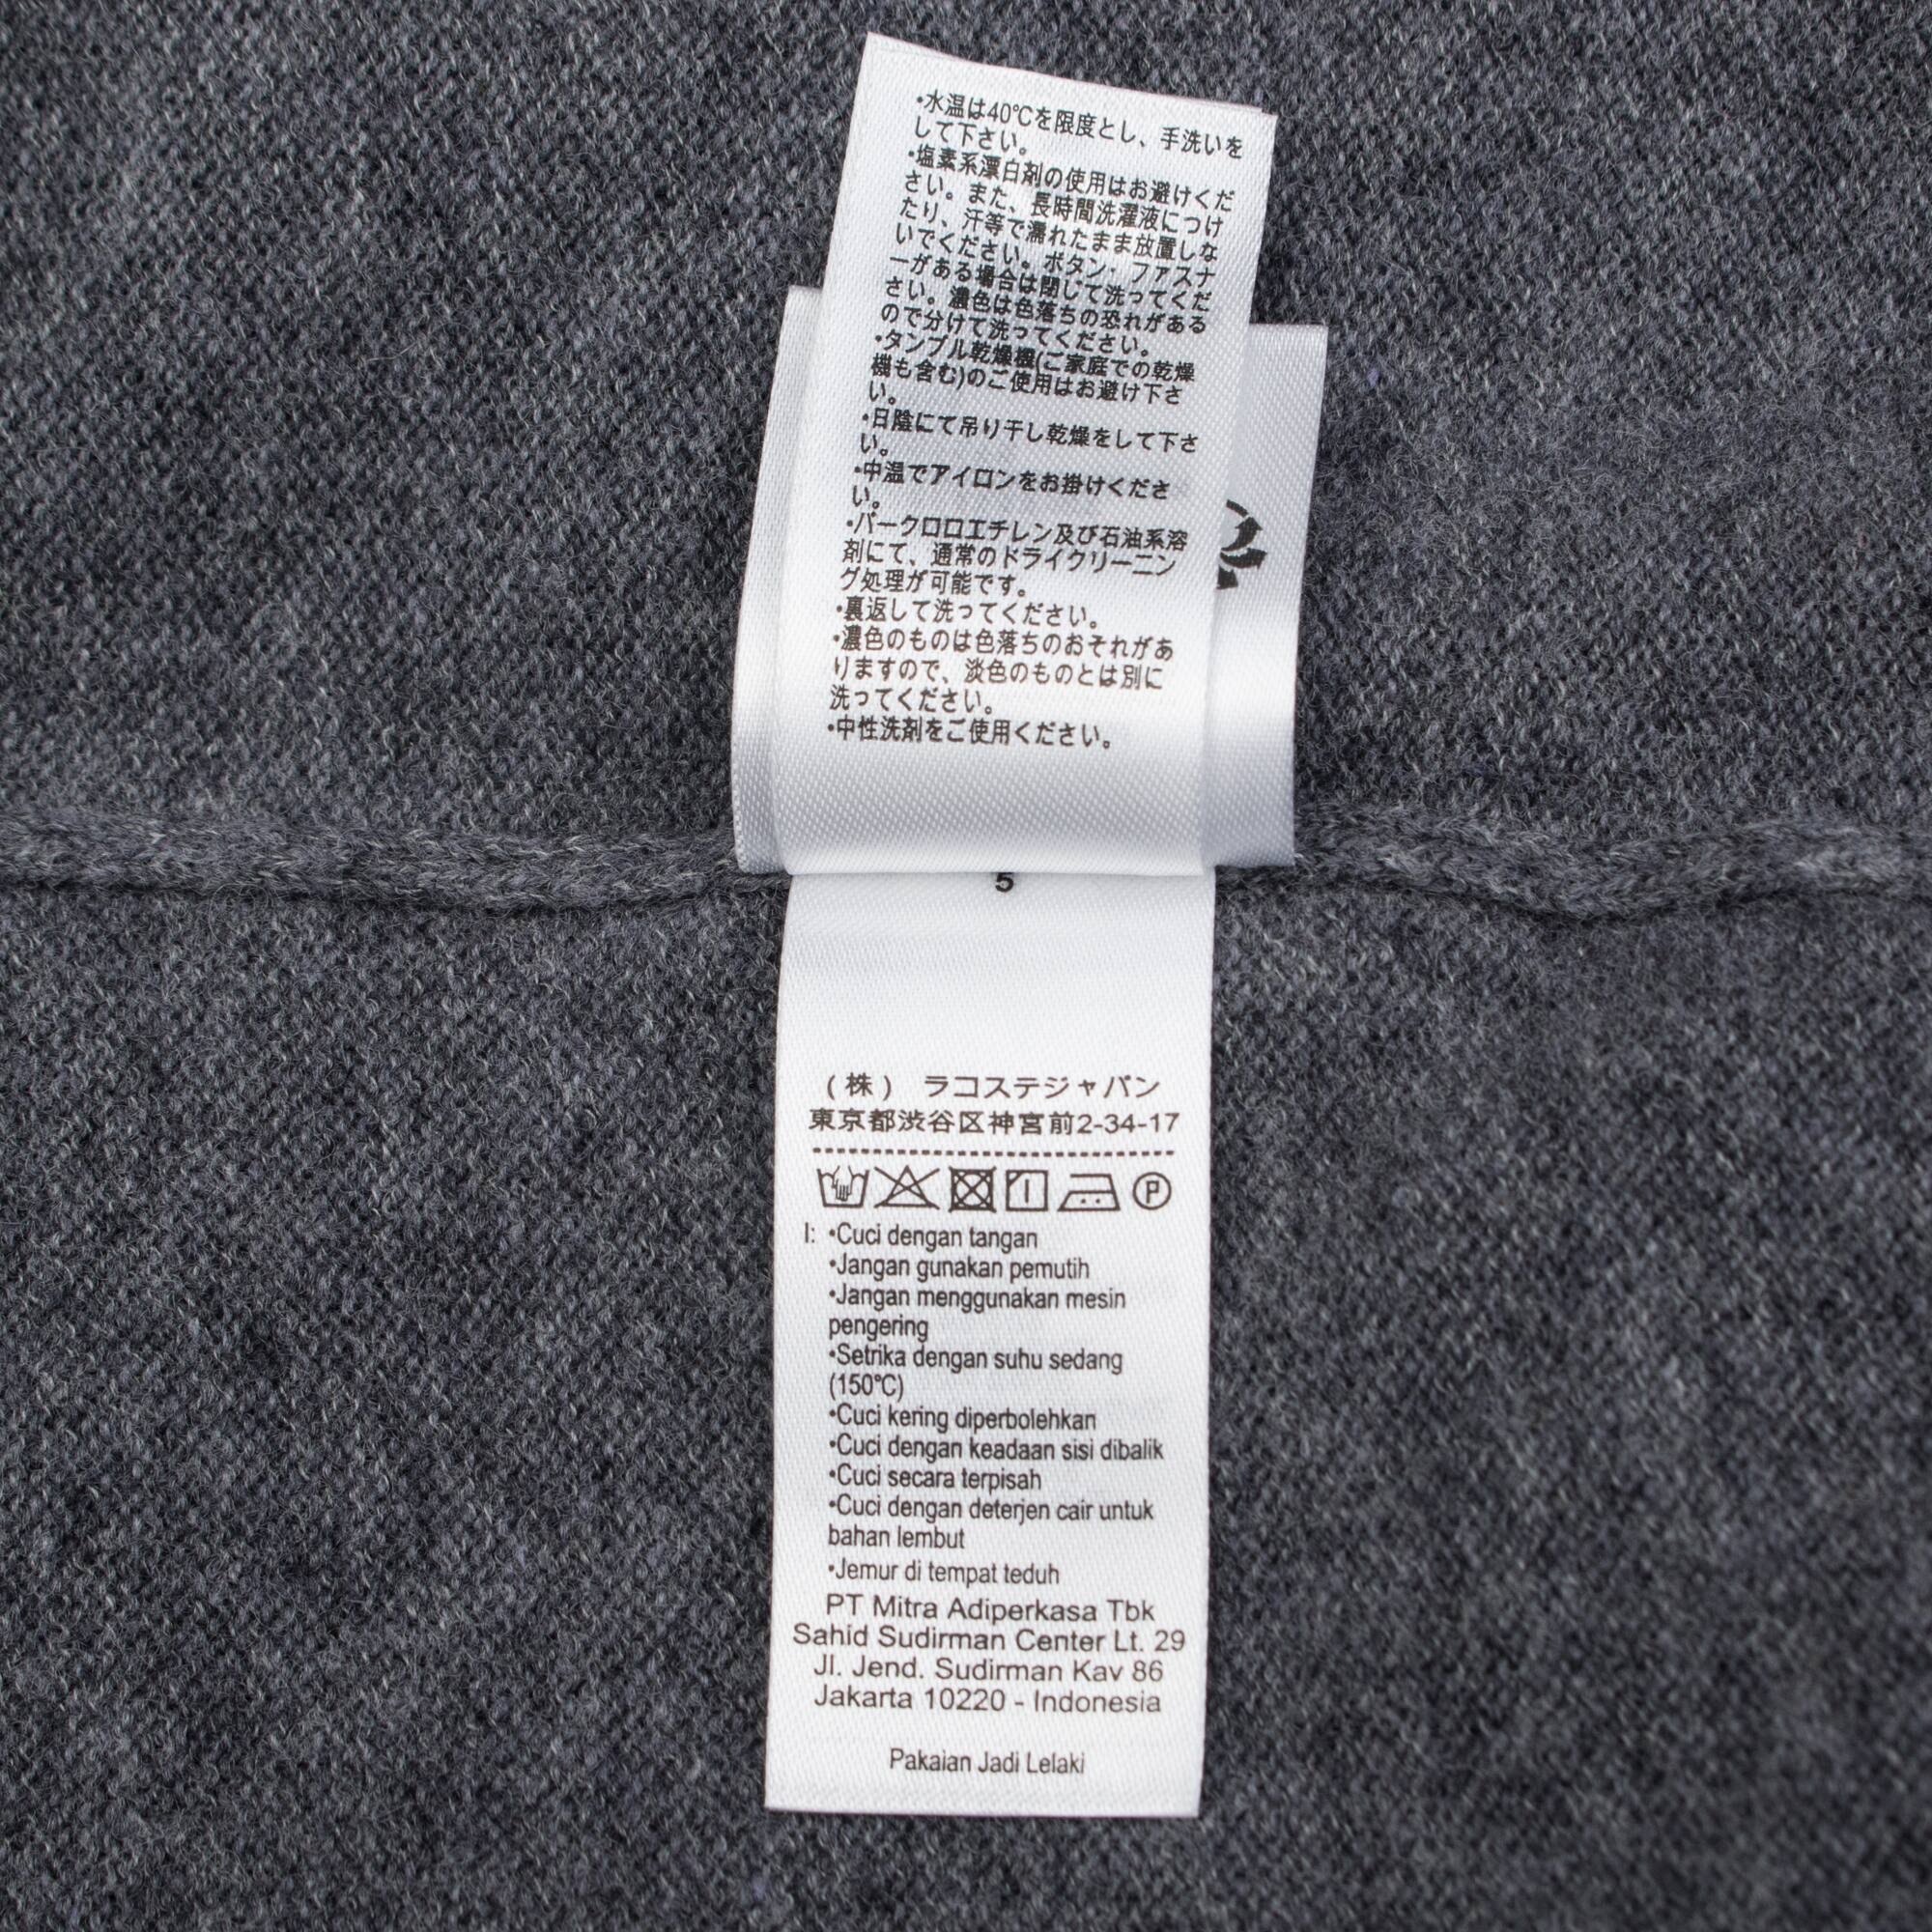 ・水温は40℃を限度とし、手洗いを
して下さい。
・塩素系漂白剤の使用はお避けくだ
さい。また、長時間洗濯液につけ
たり、汗等で濡れたまま放置しな
いでください。ボタン・ファスナ
ーがある場合は閉じて洗ってくだ
さい。濃色は色落ちの恐れがある
ので分けて洗ってください。
・タンブル乾燥機(ご家庭での乾燥
機も含む)のご使用はお避け下さ
い。
・日陰にて吊り干し乾燥をして下さ
い。
・中温でアイロンをお掛けくださ
い。
・パークロロエチレン及び石油系溶
剤にて、通常のドライクリーニン
グ処理が可能です。
・裏返して洗ってください。
・濃色のものは色落ちのおそれがあ
りますので、淡色のものとは別に
洗ってください。
・中性洗剤をご使用ください。
5
(株) ラコステジャパン
東京都渋谷区神宮前2-34-17
P
I: •Cuci dengan tangan
•Jangan gunakan pemutih
•Jangan menggunakan mesin
pengering
•Setrika dengan suhu sedang
(150℃)
•Cuci kering diperbolehkan
•Cuci dengan keadaan sisi dibalik
•Cuci secara terpisah
•Cuci dengan deterjen cair untuk
bahan lembut
•Jemur di tempat teduh
PT Mitra Adiperkasa Tbk
Sahid Sudirman Center Lt. 29
Jl. Jend. Sudirman Kav 86
Jakarta 10220 - Indonesia
Pakaian Jadi Lelaki